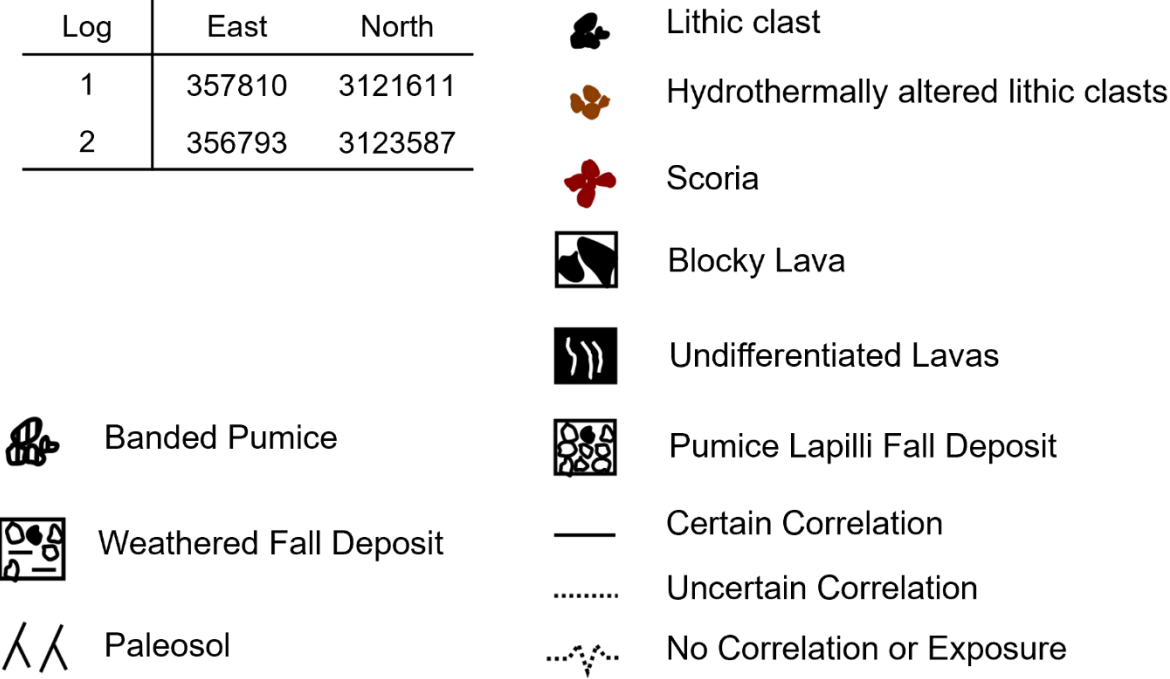 Log East North
1 357810 3121611
2 356793 3123587
Lithic clast
Hydrothermally altered lithic clasts
Scoria
Blocky Lava
Undifferentiated Lavas
Banded Pumice
Pumice Lapilli Fall Deposit
Weathered Fall Deposit
Certain Correlation
Uncertain Correlation
Paleosol
No Correlation or Exposure